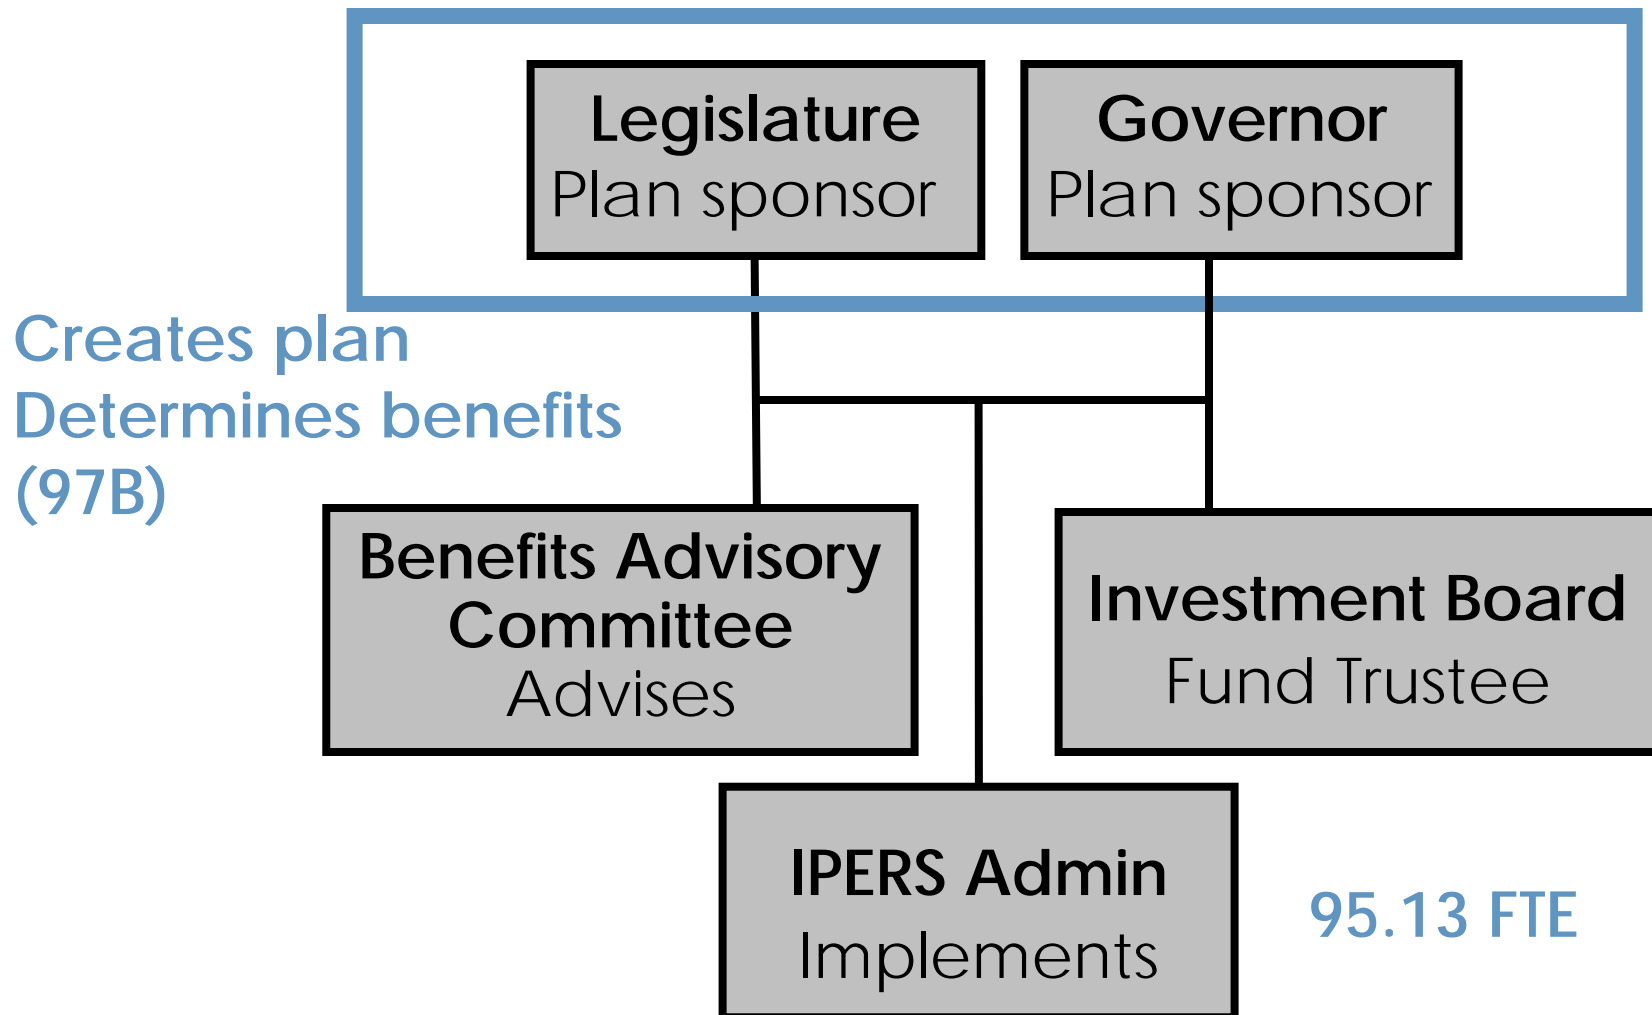 Legislature
Plan sponsor
Governor
Plan sponsor
Creates plan
Determines benefits
(97B)
Benefits Advisory
Committee
Advises
Investment Board
Fund Trustee
IPERS Admin
Implements
95.13 FTE